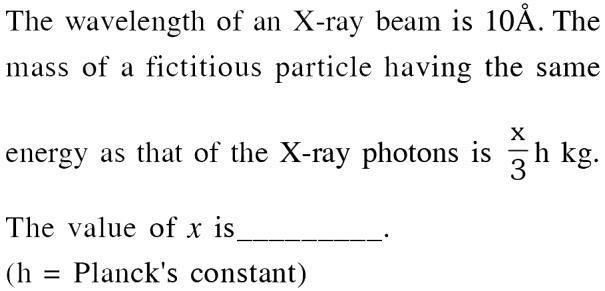 The wavelength of an X-ray beam is 10Å. The
mass of a fictitious particle having the same
energy as that of the X-ray photons is x/3 h kg.
The value of x is_________.
(h = Planck's constant)